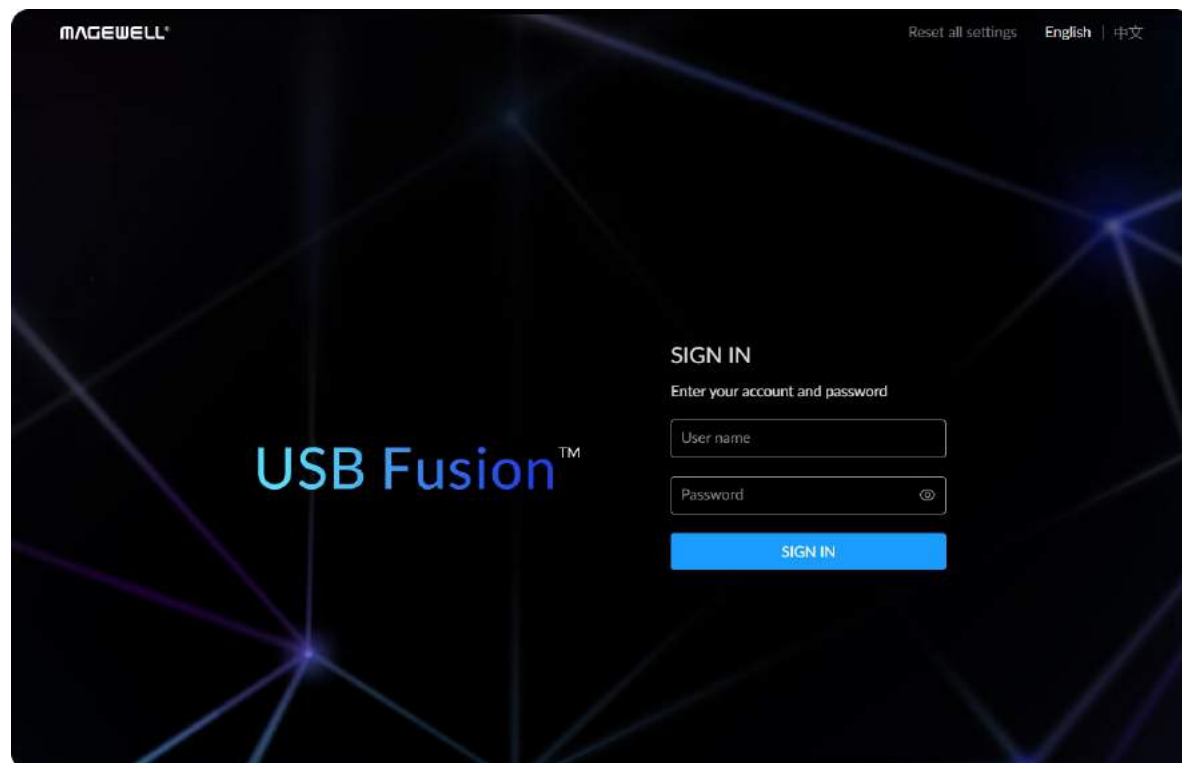 MAGEWELL®
Reset all settings English | 中文
SIGN IN
Enter your account and password
User name
USB Fusion™
Password
SIGN IN